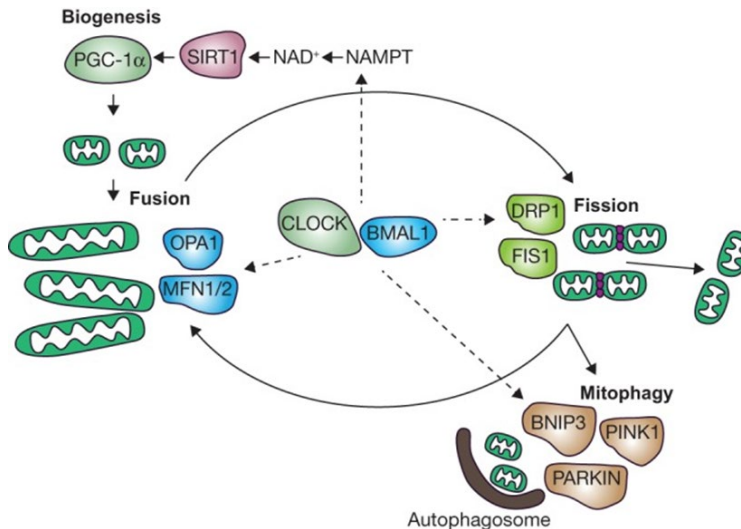 Biogenesis
PGC-1α
SIRT1
NAD⁺
NAMPT
Fusion
OPA1
MFN1/2
CLOCK
BMAL1
DRP1
Fission
FIS1
Mitophagy
BNIP3
PINK1
PARKIN
Autophagosome